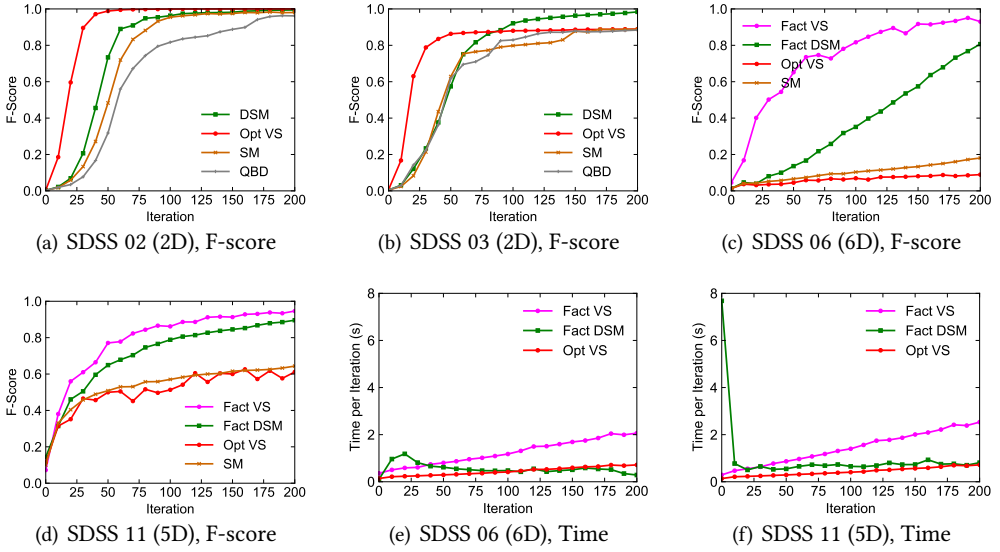 1.0
0.8
0.6
0.4
0.2
0.0
F-Score
0 25 50 75 100 125 150 175 200
Iteration
DSM
Opt VS
SM
QBD
(a) SDSS 02 (2D), F-score
1.0
0.8
0.6
0.4
0.2
0.0
F-Score
0 25 50 75 100 125 150 175 200
Iteration
DSM
Opt VS
SM
QBD
(b) SDSS 03 (2D), F-score
1.0
0.8
0.6
0.4
0.2
0.0
F-Score
0 25 50 75 100 125 150 175 200
Iteration
Fact VS
Fact DSM
Opt VS
SM
(c) SDSS 06 (6D), F-score
1.0
0.8
0.6
0.4
0.2
0.0
F-Score
0 25 50 75 100 125 150 175 200
Iteration
Fact VS
Fact DSM
Opt VS
SM
(d) SDSS 11 (5D), F-score
8
6
4
2
0
Time per Iteration (s)
0 25 50 75 100 125 150 175 200
Iteration
Fact VS
Fact DSM
Opt VS
(e) SDSS 06 (6D), Time
8
6
4
2
0
Time per Iteration (s)
0 25 50 75 100 125 150 175 200
Iteration
Fact VS
Fact DSM
Opt VS
(f) SDSS 11 (5D), Time